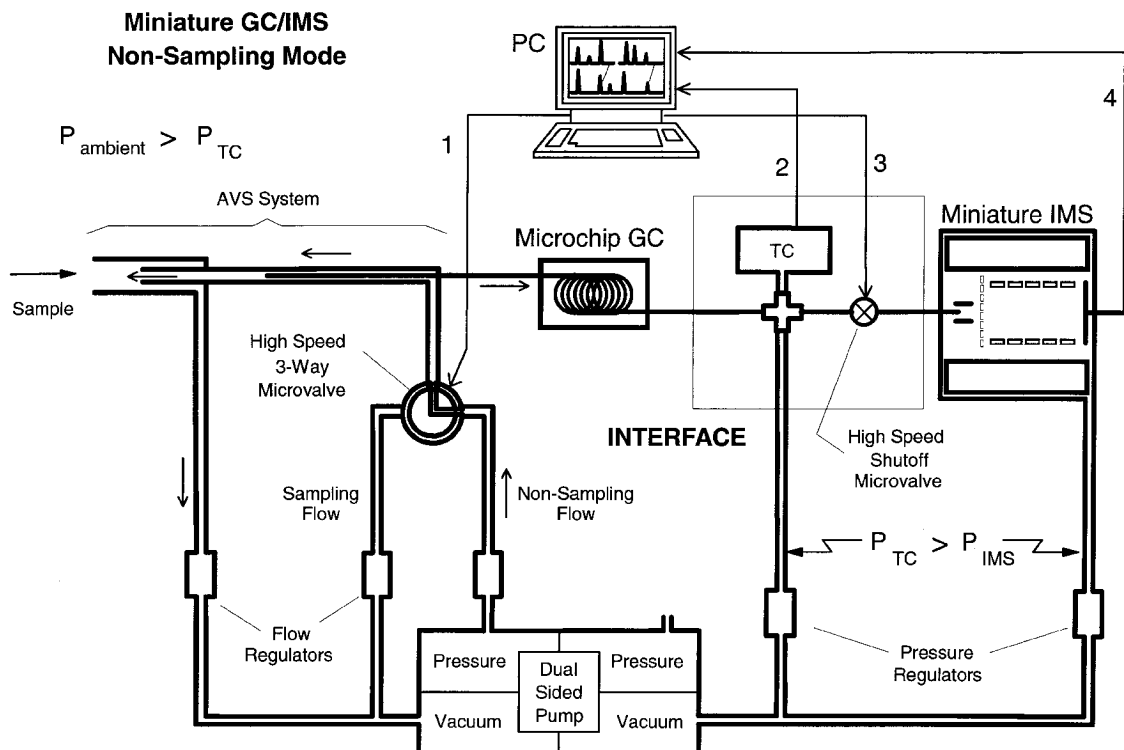 Miniature GC/IMS
Non-Sampling Mode
PC
P ambient > P TC
1
2
3
4
AVS System
Microchip GC
TC
Miniature IMS
Sample
High Speed
3-Way
Microvalve
INTERFACE
High Speed
Shutoff
Microvalve
Sampling
Flow
Non-Sampling
Flow
P TC > P IMS
Flow
Regulators
Pressure
Regulators
Pressure
Dual
Sided
Pump
Pressure
Vacuum
Vacuum